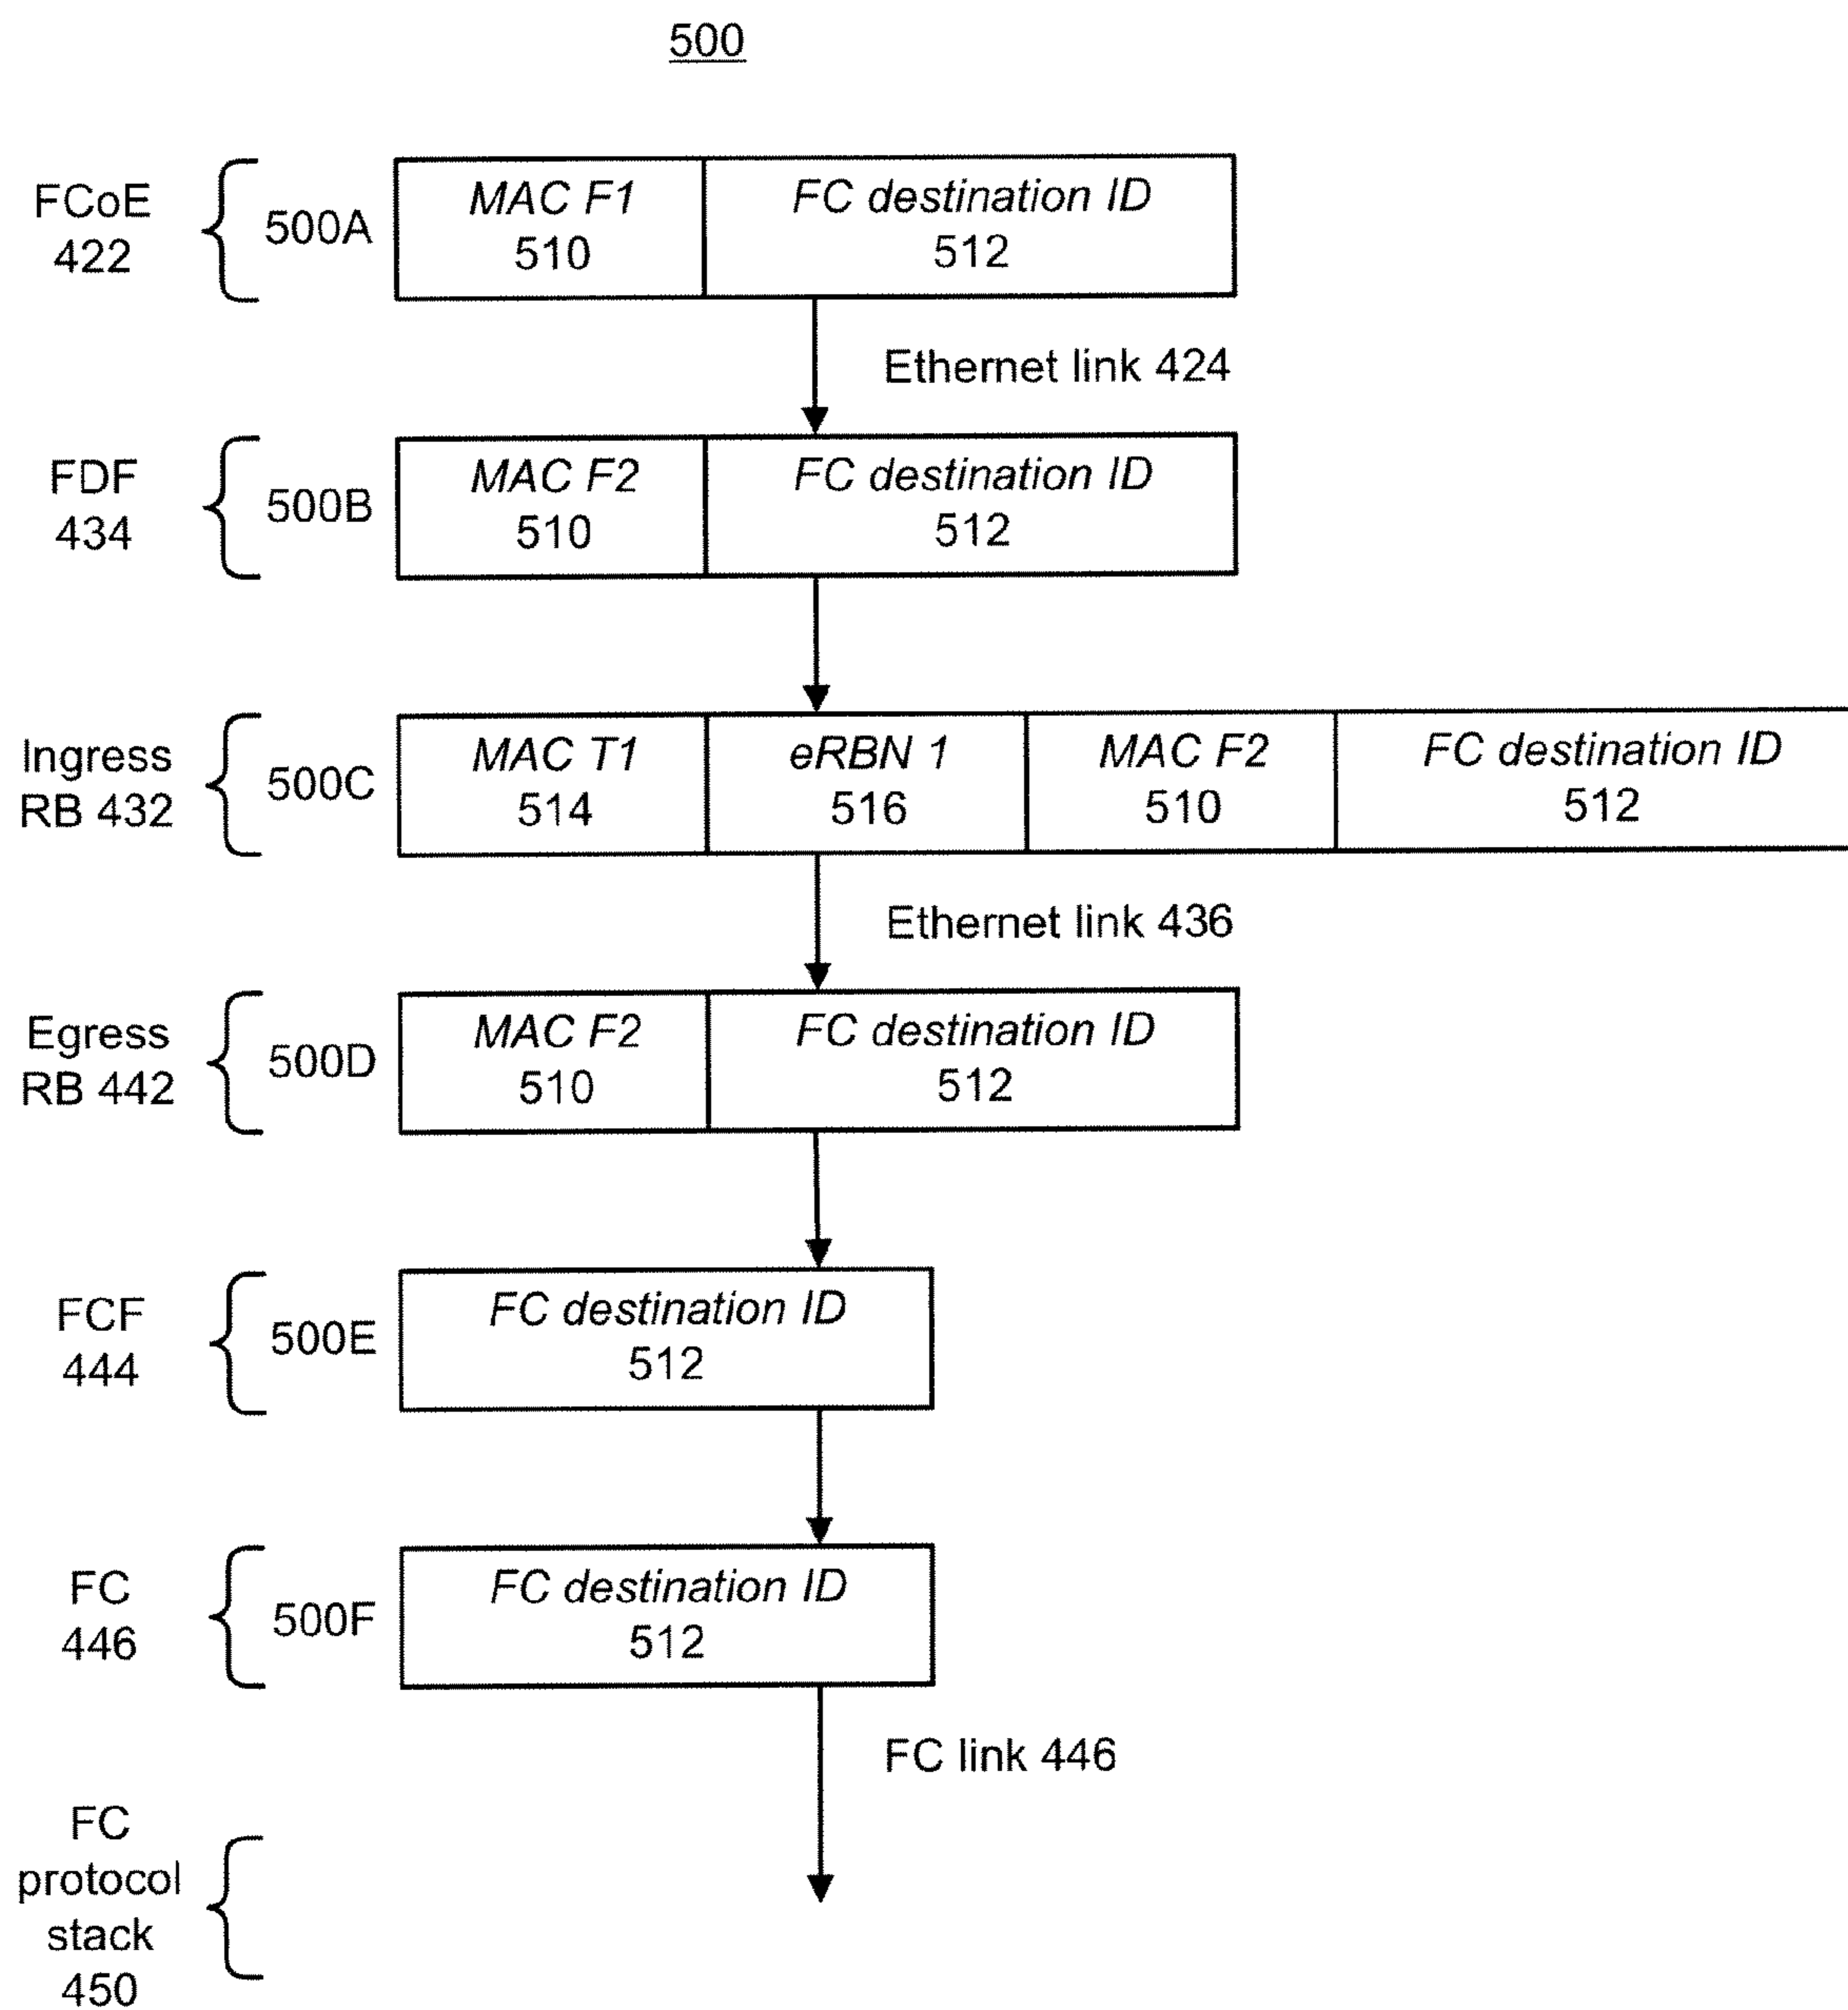 500
FCoE
422
500A
MAC F1
510
FC destination ID
512
Ethernet link 424
FDF
434
500B
MAC F2
510
FC destination ID
512
Ingress
RB 432
500C
MAC T1
514
eRBN 1
516
MAC F2
510
FC destination ID
512
Ethernet link 436
Egress
RB 442
500D
MAC F2
510
FC destination ID
512
FCF
444
500E
FC destination ID
512
FC
446
500F
FC destination ID
512
FC link 446
FC
protocol
stack
450